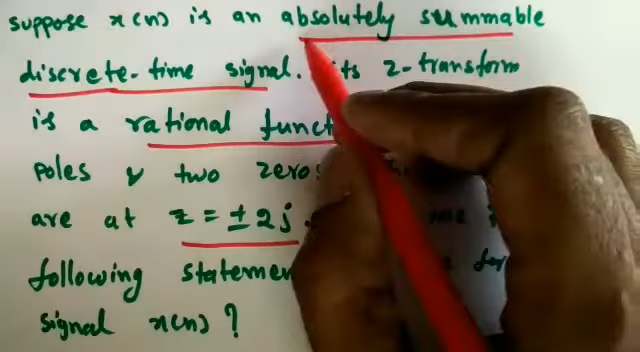 suppose x(n) is an absolutely summable
discrete-time signal. its z-transform
is a rational funct
poles & two zeros
are at z = ± 2j
following statemen
signal x(n) ?